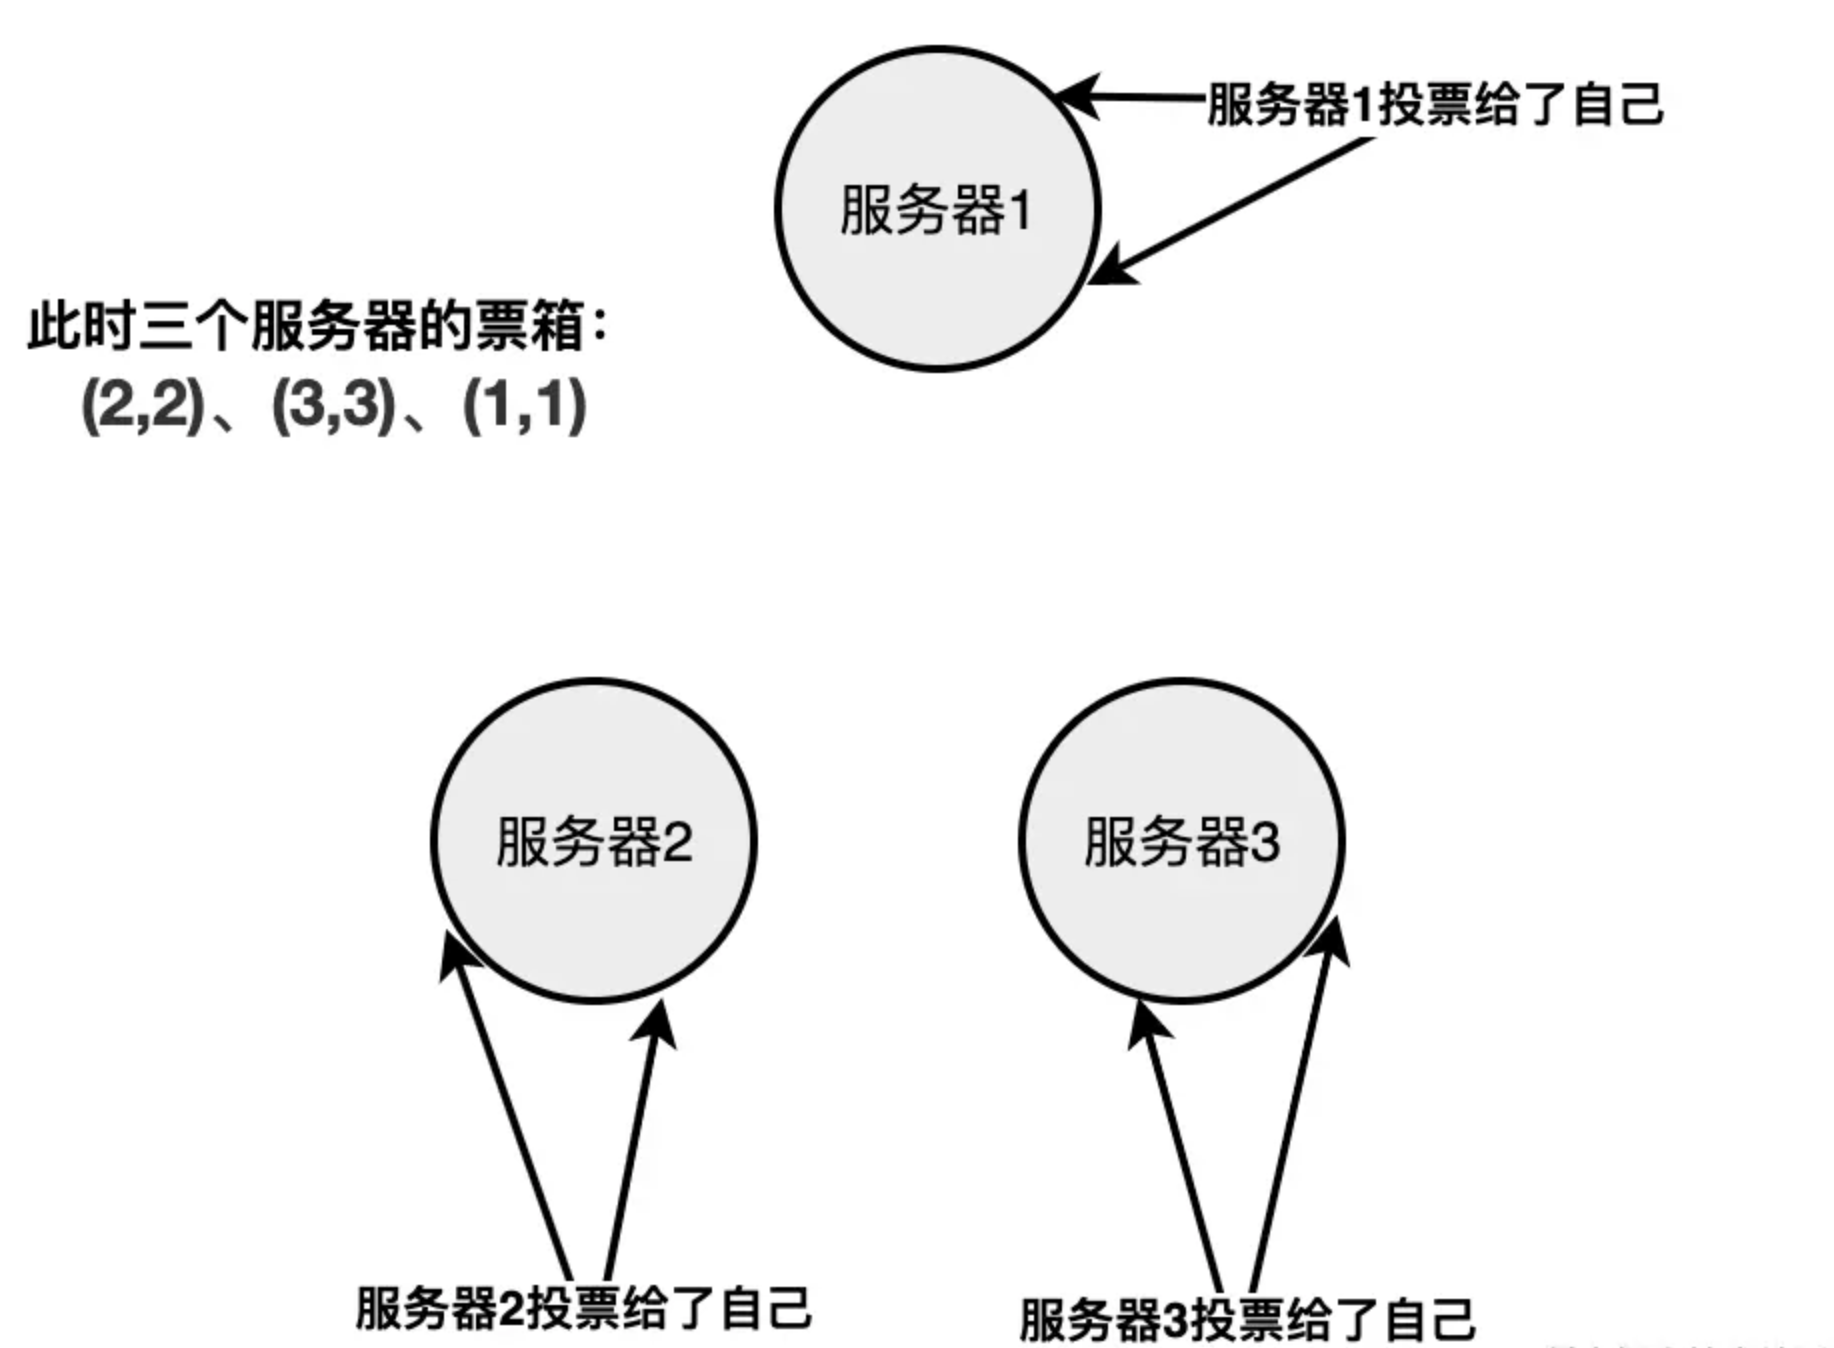 服务器1投票给了自己
服务器1
此时三个服务器的票箱：
(2,2)、(3,3)、(1,1)
服务器2
服务器3
服务器2投票给了自己
服务器3投票给了自己